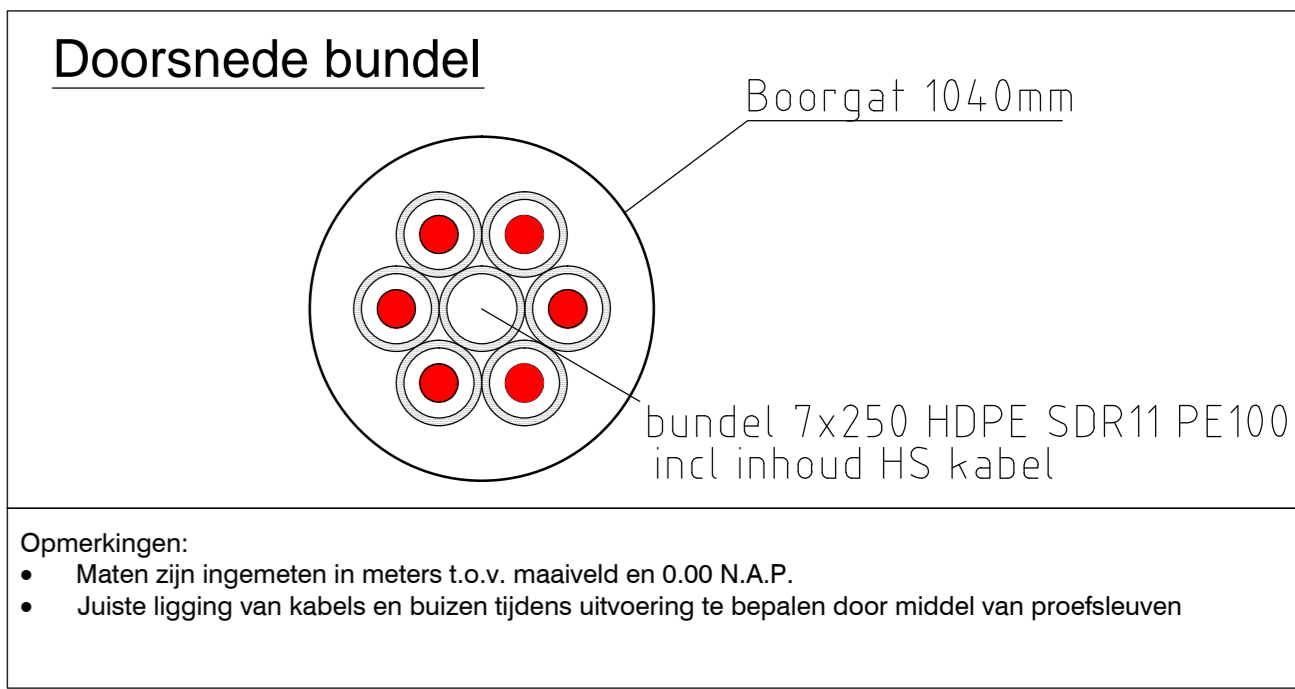 Doorsnede bundel
Boorgat 1040mm
bundel 7x250 HDPE SDR11 PE100
incl inhoud HS kabel
Opmerkingen:
• Maten zijn ingemeten in meters t.o.v. maaiveld en 0.00 N.A.P.
• Juiste ligging van kabels en buizen tijdens uitvoering te bepalen door middel van proefsleuven